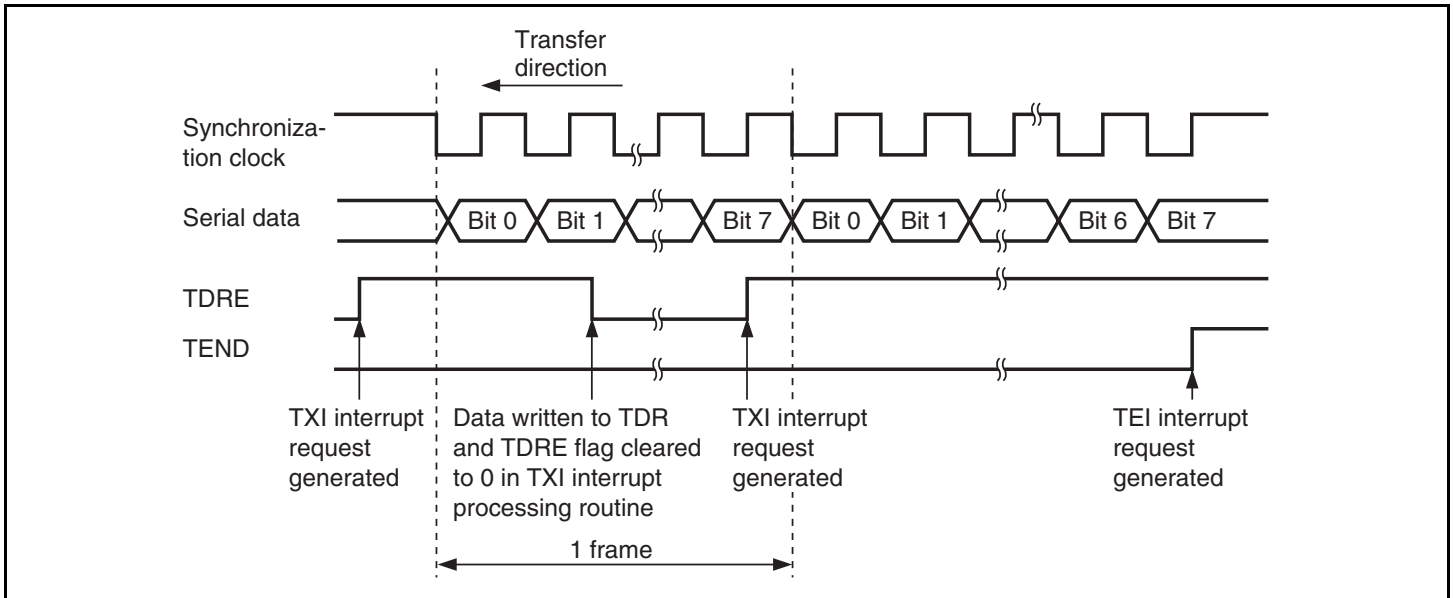 Transfer
direction
Synchroniza-
tion clock
Serial data
Bit 0
Bit 1
Bit 7
Bit 0
Bit 1
Bit 6
Bit 7
TDRE
TEND
TXI interrupt
request
generated
Data written to TDR
and TDRE flag cleared
to 0 in TXI interrupt
processing routine
TXI interrupt
request
generated
TEI interrupt
request
generated
1 frame